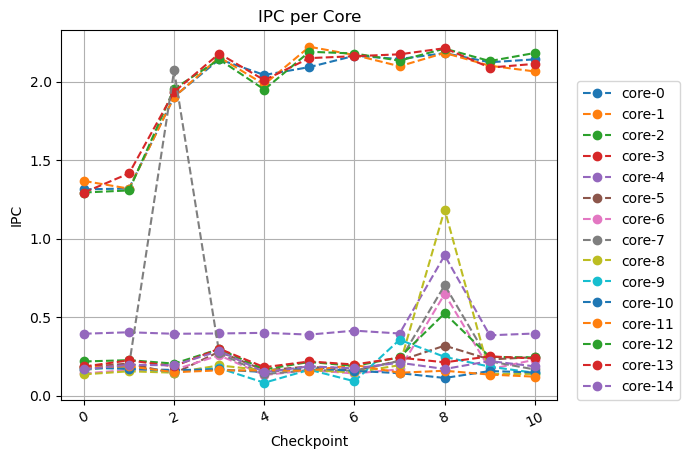 IPC per Core
IPC
2.0
1.5
1.0
0.5
0.0
0
2
4
6
8
10
Checkpoint
core-0
core-1
core-2
core-3
core-4
core-5
core-6
core-7
core-8
core-9
core-10
core-11
core-12
core-13
core-14